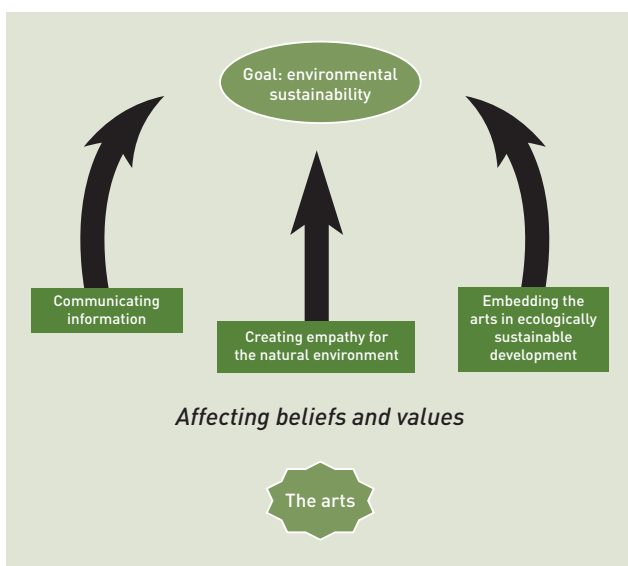 Goal: environmental
sustainability
Communicating
information
Creating empathy for
the natural environment
Embedding the
arts in ecologically
sustainable
development
Affecting beliefs and values
The arts